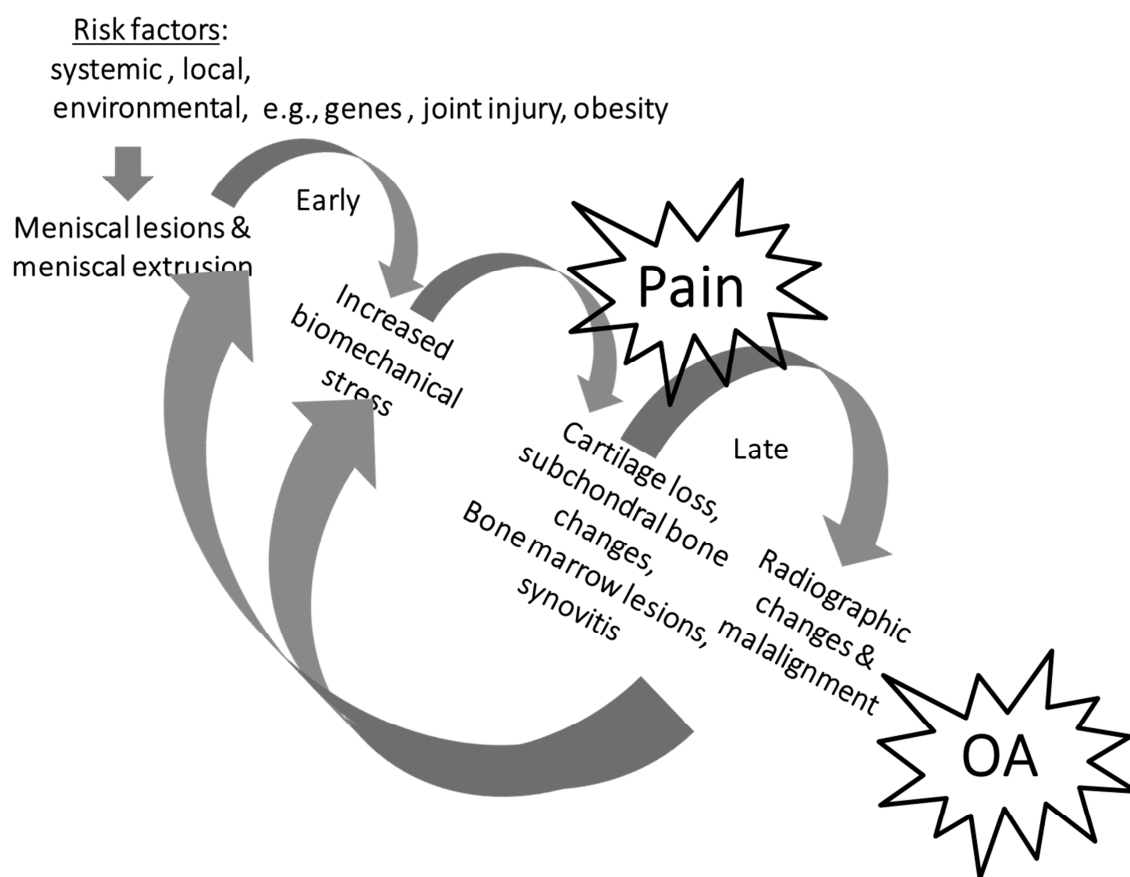 Risk factors:
systemic , local,
environmental, e.g., genes , joint injury, obesity
Meniscal lesions &
meniscal extrusion
Early
Increased
biomechanical
stress
Pain
Cartilage loss,
subchondral bone
changes,
Bone marrow lesions,
synovitis
Late
Radiographic
changes &
malalignment
OA